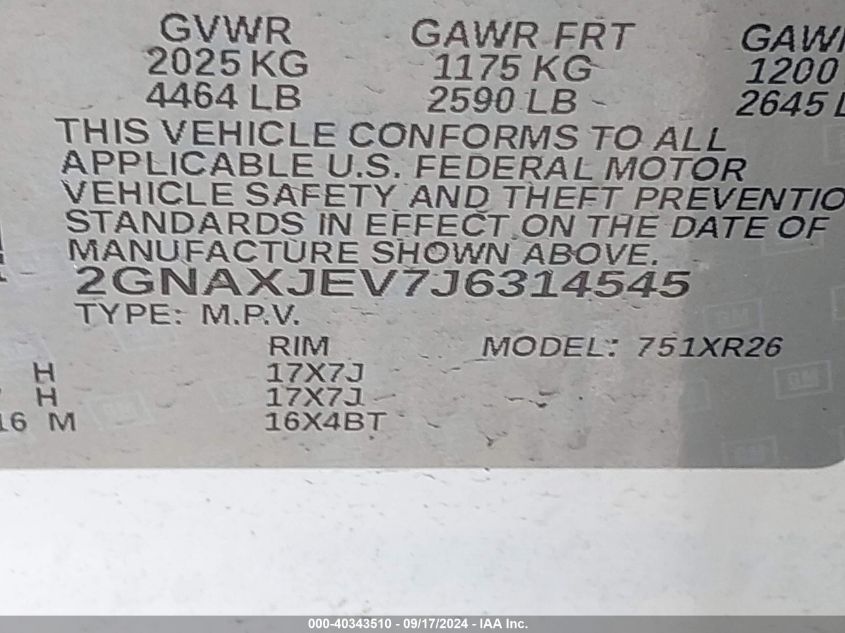 GVWR GAWR FRT
2025 KG 1175 KG 1200
4464 LB 2590 LB 2645 L
THIS VEHICLE CONFORMS TO ALL
APPLICABLE U.S. FEDERAL MOTOR
VEHICLE SAFETY AND THEFT PREVENTIO
STANDARDS IN EFFECT ON THE DATE OF
MANUFACTURE SHOWN ABOVE.
2GNAXJEV7J6314545
TYPE: M.P.V.
RIM MODEL: 751XR26
H 17X7J
H 17X7J
16 M 16X4BT
GM
000-40343510 - 09/17/2024 - IAA Inc.